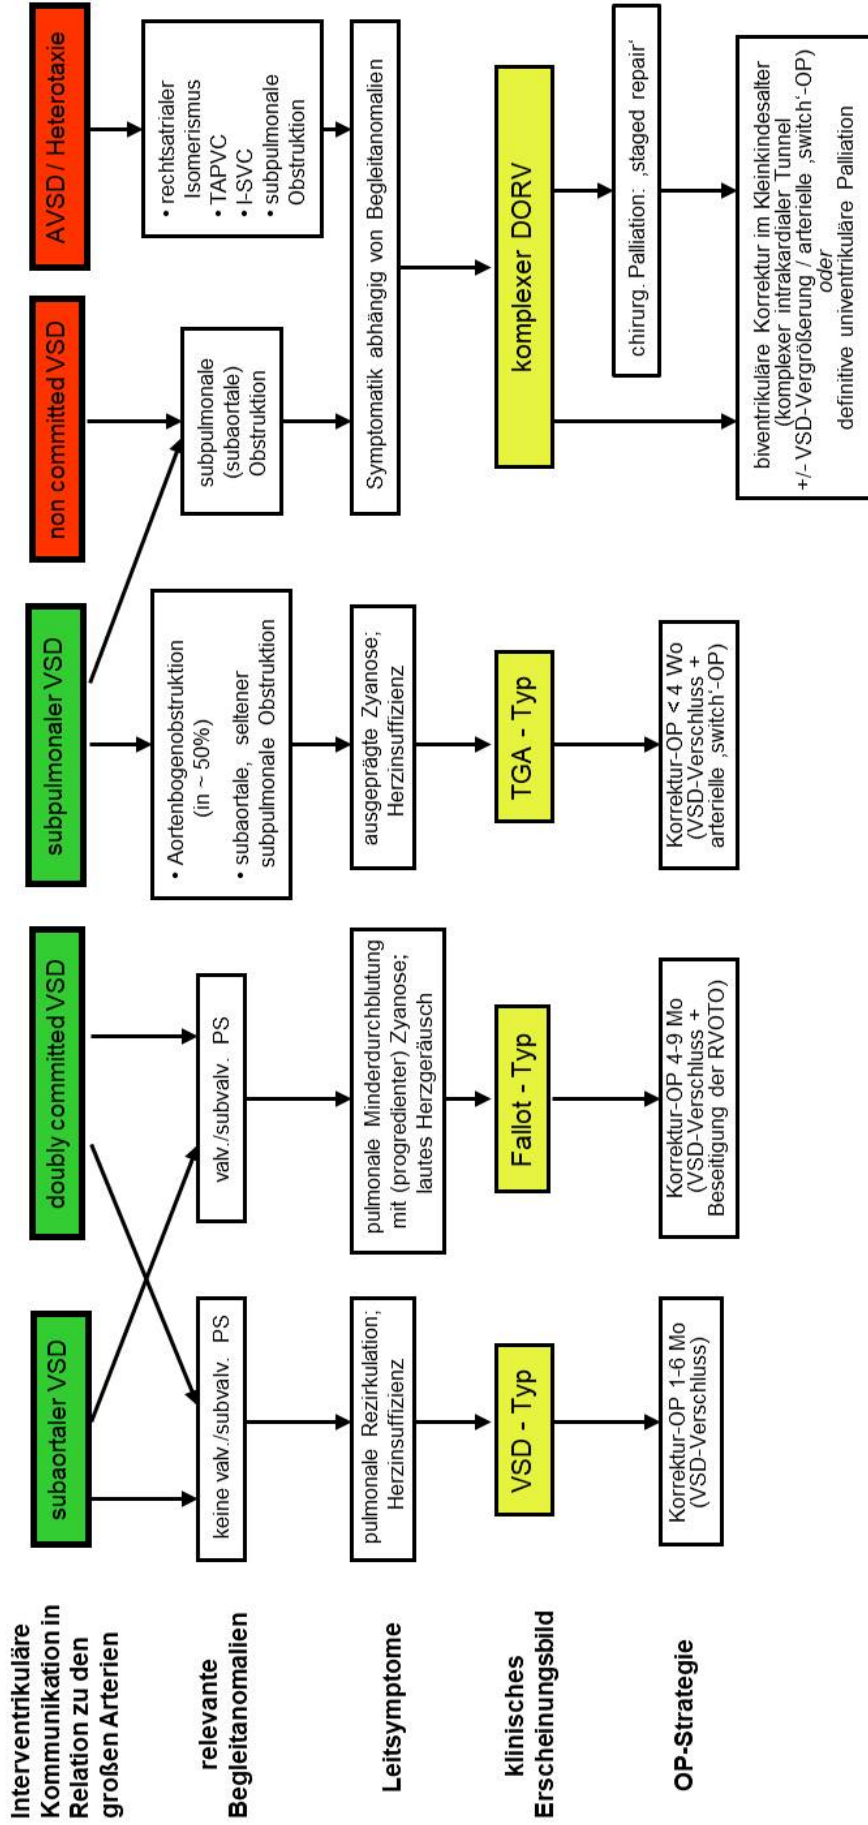 Interventrikuläre
Kommunikation in
Relation zu den
großen Arterien
subaortaler VSD
doubly committed VSD
subpulmonaler VSD
non committed VSD
AVSD / Heterotaxie
relevante
Begleitanomalien
keine valv./subvalv. PS
valv./subvalv. PS
• Aortenbogenobstruktion
(in ~ 50%)
• subaortale, seltener
subpulmonale Obstruktion
subpulmonale
(subaortale)
Obstruktion
• rechtsatrialer
Isomerismus
• TAPVC
• l-SVC
• subpulmonale
Obstruktion
Leitsymptome
pulmonale Rezirkulation;
Herzinsuffizienz
pulmonale Minderdurchblutung
mit (progredienter) Zyanose;
lautes Herzgeräusch
ausgeprägte Zyanose;
Herzinsuffizienz
Symptomatik abhängig von Begleitanomalien
klinisches
Erscheinungsbild
VSD - Typ
Fallot - Typ
TGA - Typ
komplexer DORV
OP-Strategie
Korrektur-OP 1-6 Mo
(VSD-Verschluss)
Korrektur-OP 4-9 Mo
(VSD-Verschluss +
Beseitigung der RVOTO)
Korrektur-OP < 4 Wo
(VSD-Verschluss +
arterielle ‚switch‘-OP)
chirurg. Palliation: ‚staged repair‘
biventrikuläre Korrektur im Kleinkindesalter
(komplexer intrakardialer Tunnel
+/- VSD-Vergrößerung / arterielle ‚switch‘-OP)
oder
definitive univentrikuläre Palliation